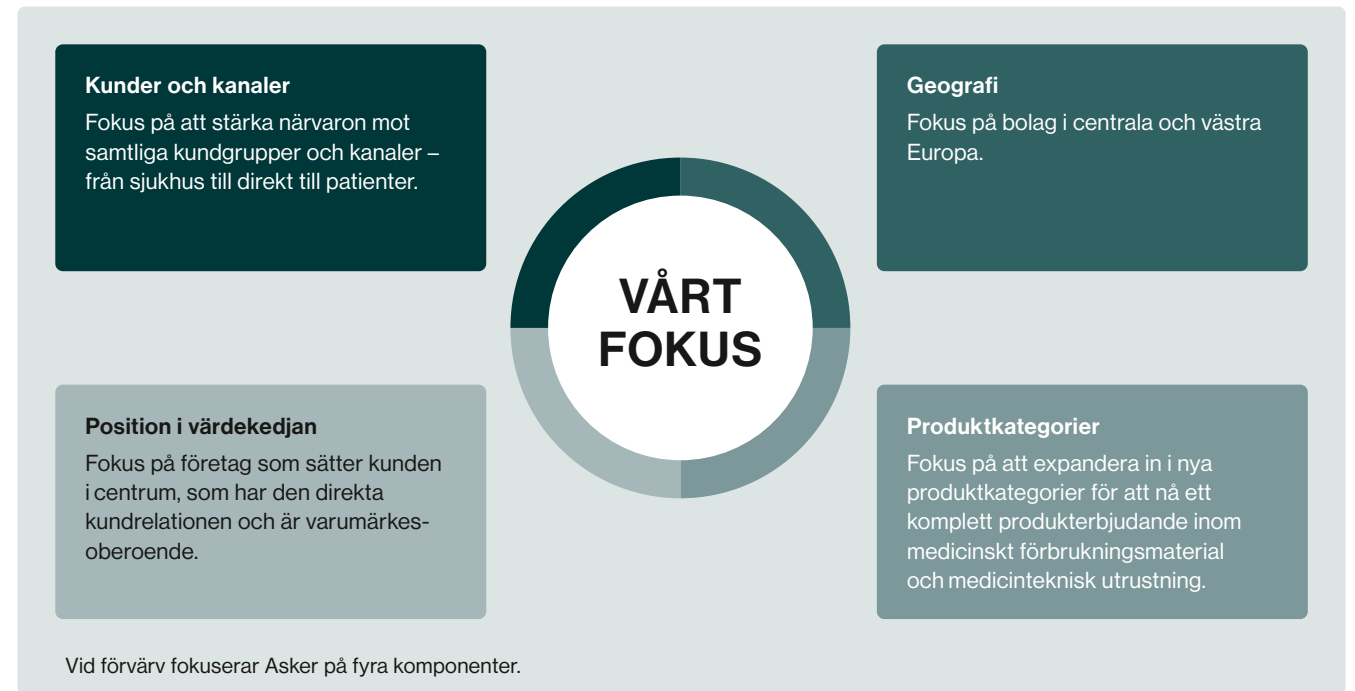 Kunder och kanaler
Fokus på att stärka närvaron mot
samtliga kundgrupper och kanaler –
från sjukhus till direkt till patienter.
Geografi
Fokus på bolag i centrala och västra
Europa.
VÅRT
FOKUS
Position i värdekedjan
Fokus på företag som sätter kunden
i centrum, som har den direkta
kundrelationen och är varumärkes-
oberoende.
Produktkategorier
Fokus på att expandera in i nya
produktkategorier för att nå ett
komplett produkterbjudande inom
medicinskt förbrukningsmaterial
och medicinteknisk utrustning.
Vid förvärv fokuserar Asker på fyra komponenter.